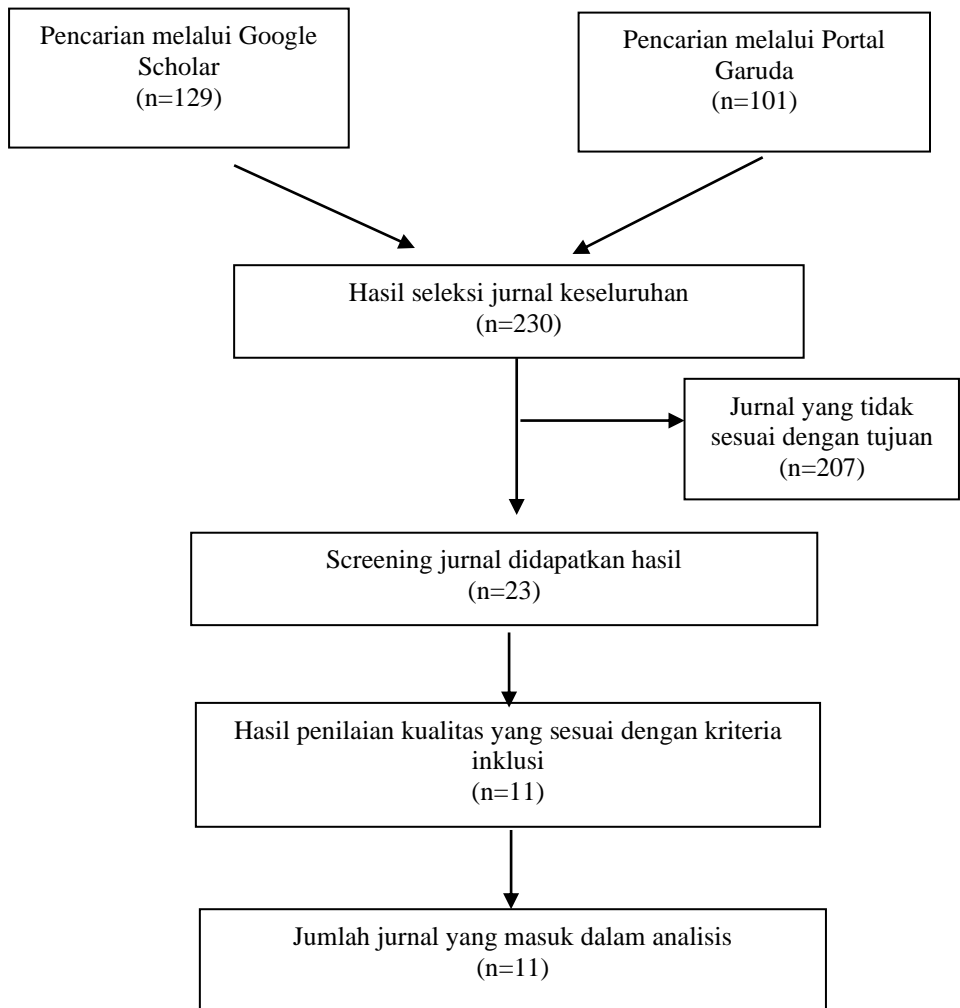 Pencarian melalui Google
Scholar
(n=129)
Pencarian melalui Portal
Garuda
(n=101)
Hasil seleksi jurnal keseluruhan
(n=230)
Jurnal yang tidak
sesuai dengan tujuan
(n=207)
Screening jurnal didapatkan hasil
(n=23)
Hasil penilaian kualitas yang sesuai dengan kriteria
inklusi
(n=11)
Jumlah jurnal yang masuk dalam analisis
(n=11)